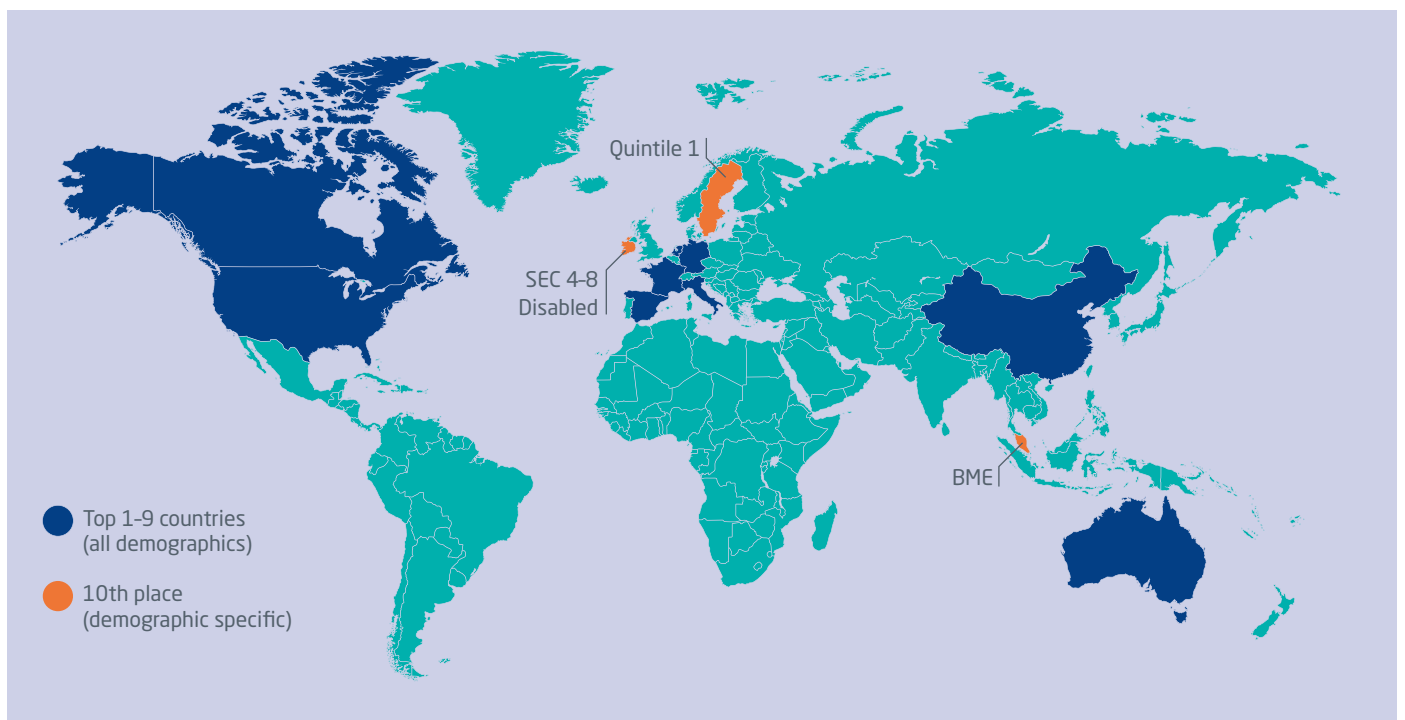 Quintile 1
SEC 4–8
Disabled
BME
Top 1–9 countries
(all demographics)
10th place
(demographic specific)